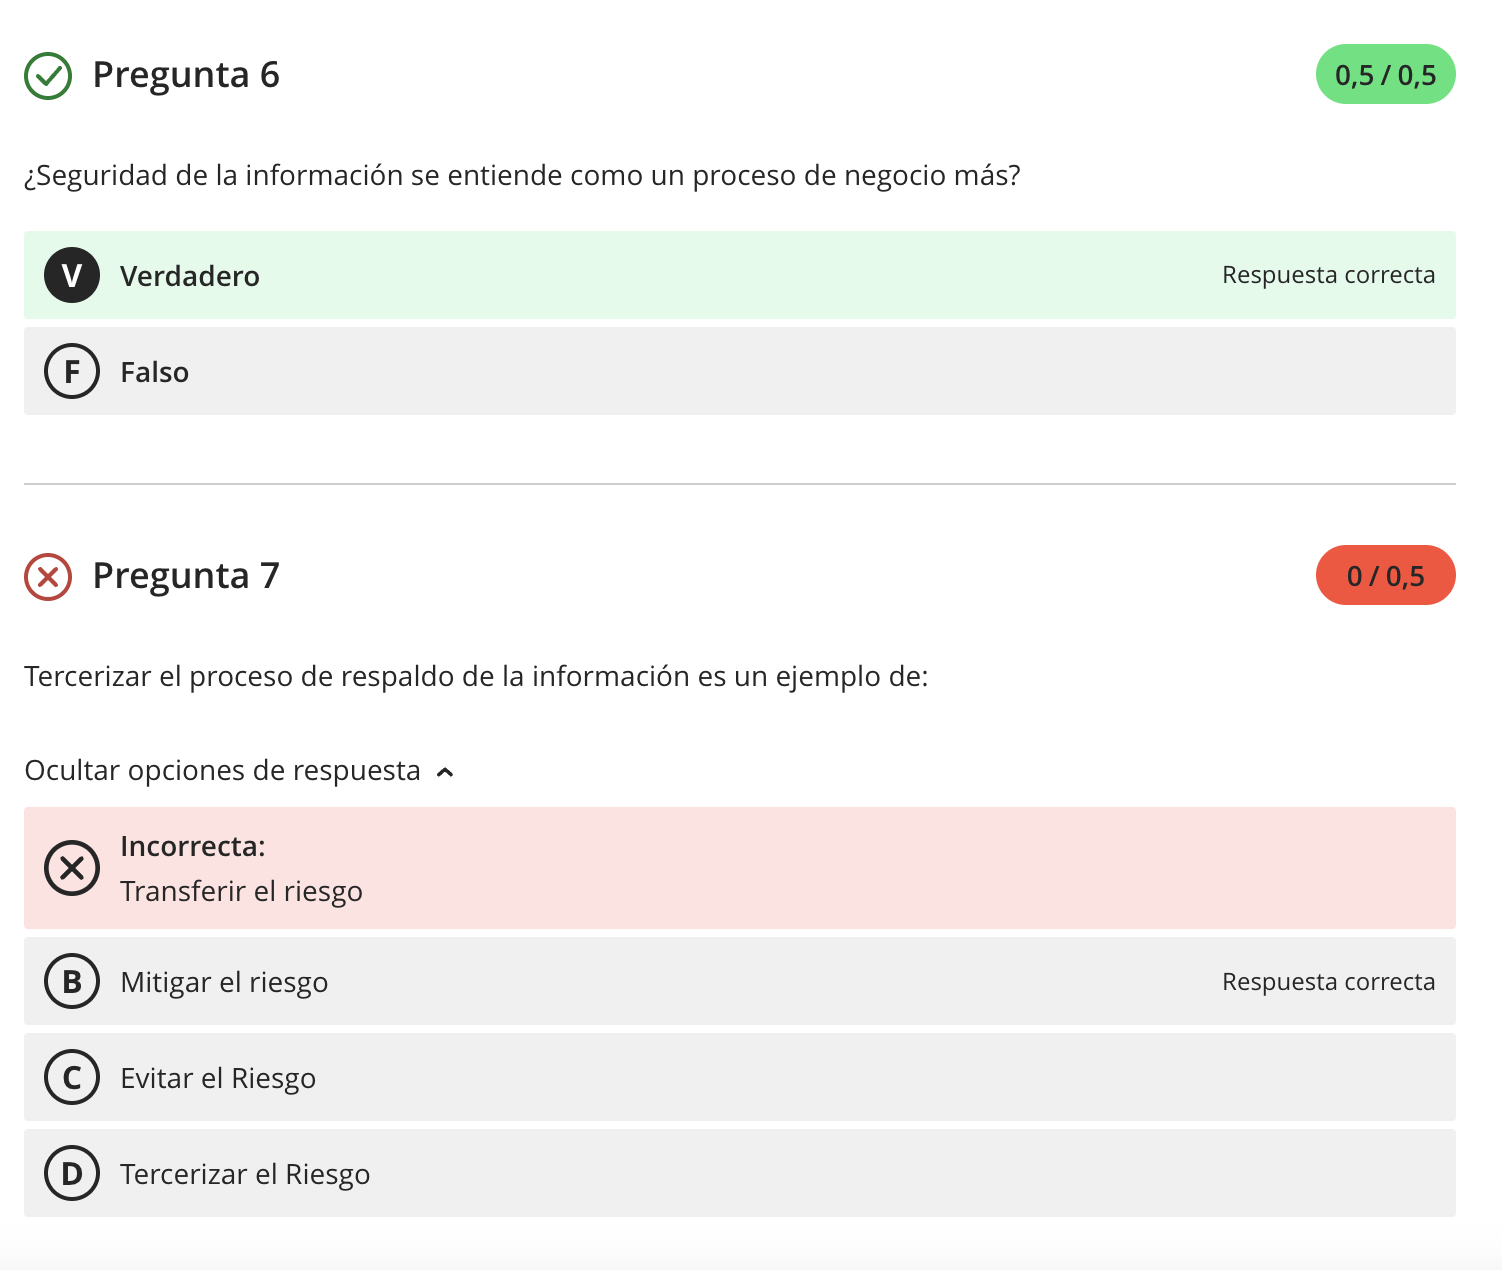 Pregunta 6
0,5 / 0,5
¿Seguridad de la información se entiende como un proceso de negocio más?
V Verdadero Respuesta correcta
F Falso
Pregunta 7
0 / 0,5
Tercerizar el proceso de respaldo de la información es un ejemplo de:
Ocultar opciones de respuesta
Incorrecta:
Transferir el riesgo
B Mitigar el riesgo Respuesta correcta
C Evitar el Riesgo
D Tercerizar el Riesgo